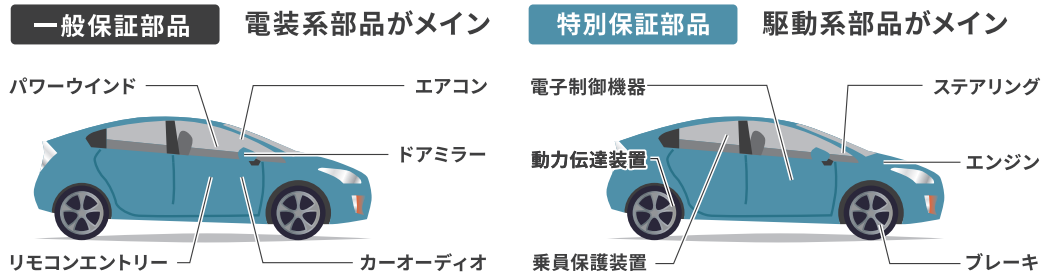 一般保証部品
電装系部品がメイン
パワーウインド
エアコン
ドアミラー
リモコンエントリー
カーオーディオ
特別保証部品
駆動系部品がメイン
電子制御機器
ステアリング
動力伝達装置
エンジン
乗員保護装置
ブレーキ